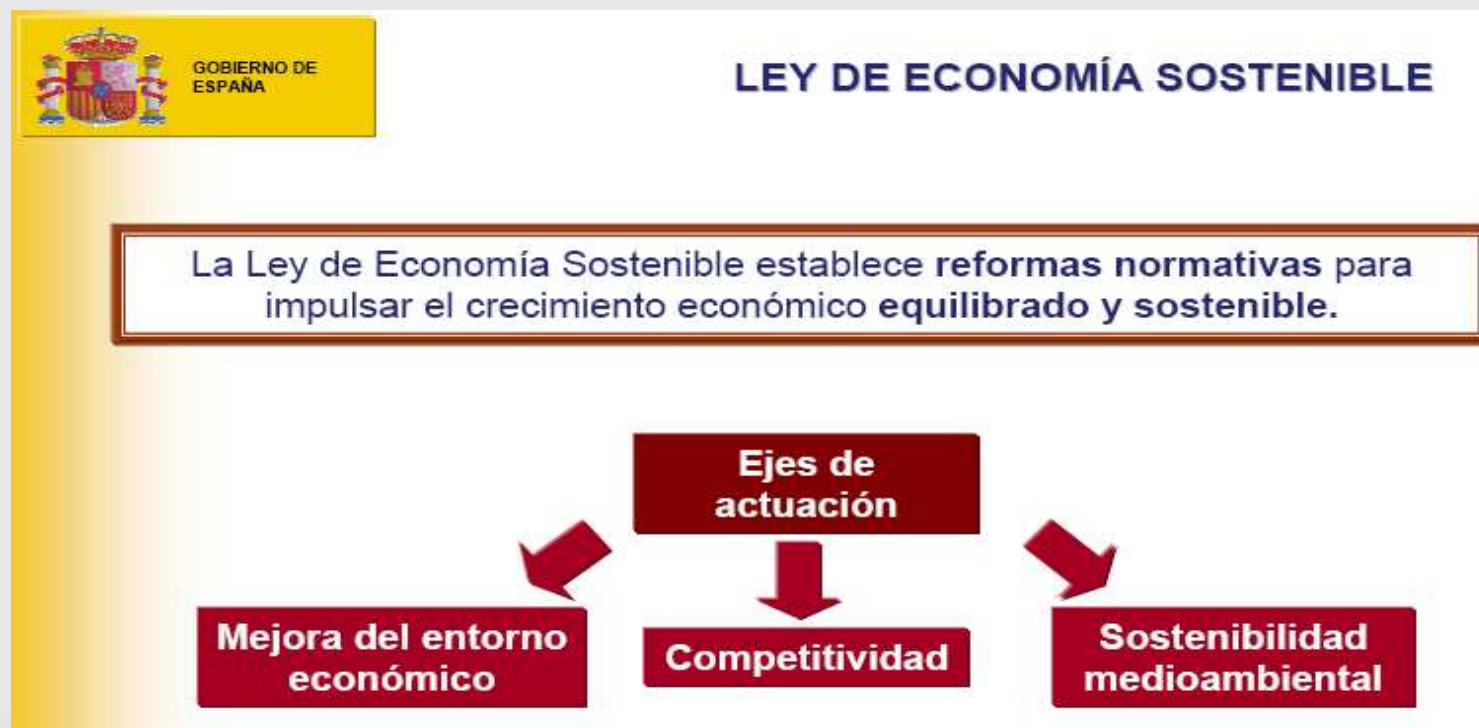 GOBIERNO DE
ESPAÑA
LEY DE ECONOMÍA SOSTENIBLE
La Ley de Economía Sostenible establece reformas normativas para
impulsar el crecimiento económico equilibrado y sostenible.
Ejes de
actuación
Mejora del entorno
económico
Competitividad
Sostenibilidad
medioambiental